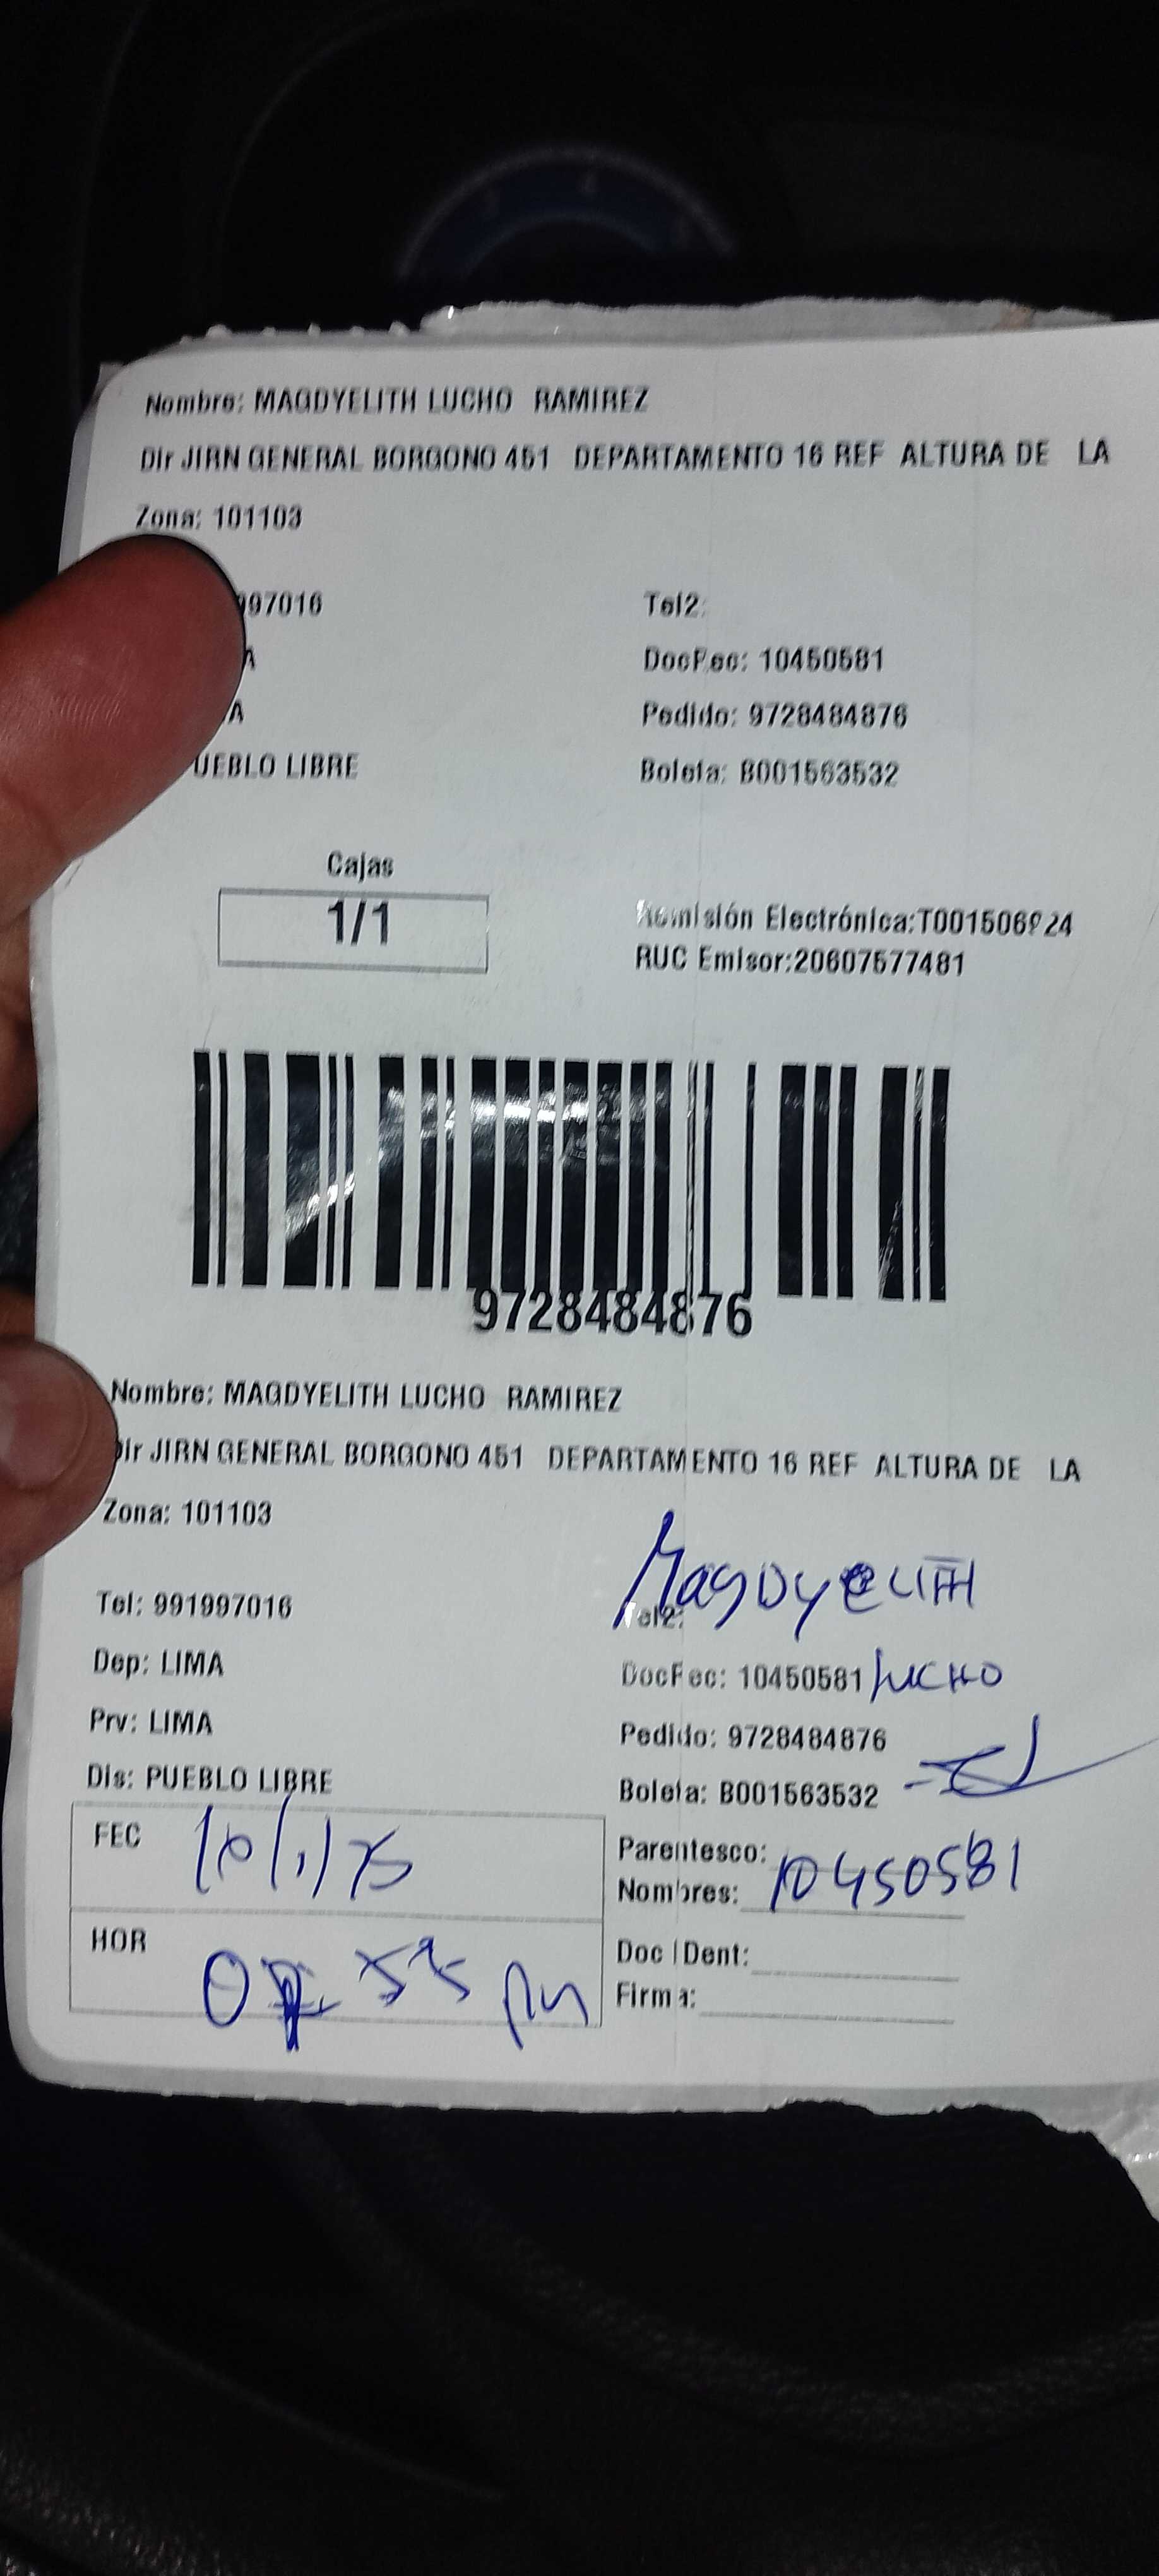 Nombre: MAGDYELITH LUCHO RAMIREZ
Dir JIRN GENERAL BORGONO 451 DEPARTAMENTO 16 REF ALTURA DE LA
Zona: 101103
997016 Tel2:
A DocFec: 10450581
A Pedido: 9728484876
UEBLO LIBRE Boleta: B001563532
Cajas
1/1
Remisión Electrónica:T001506924
RUC Emisor:20607577481
9728484876
Nombre: MAGDYELITH LUCHO RAMIREZ
Dir JIRN GENERAL BORGONO 451 DEPARTAMENTO 16 REF ALTURA DE LA
Zona: 101103
Magdyelith
Tel: 991997016 Tel2:
Dep: LIMA DocFec: 10450581 Lucho
Prv: LIMA Pedido: 9728484876
Dis: PUEBLO LIBRE Boleta: B001563532
FEC Parentesco:
Nombres: 10450581
HOR Doc IDent:
Firma: